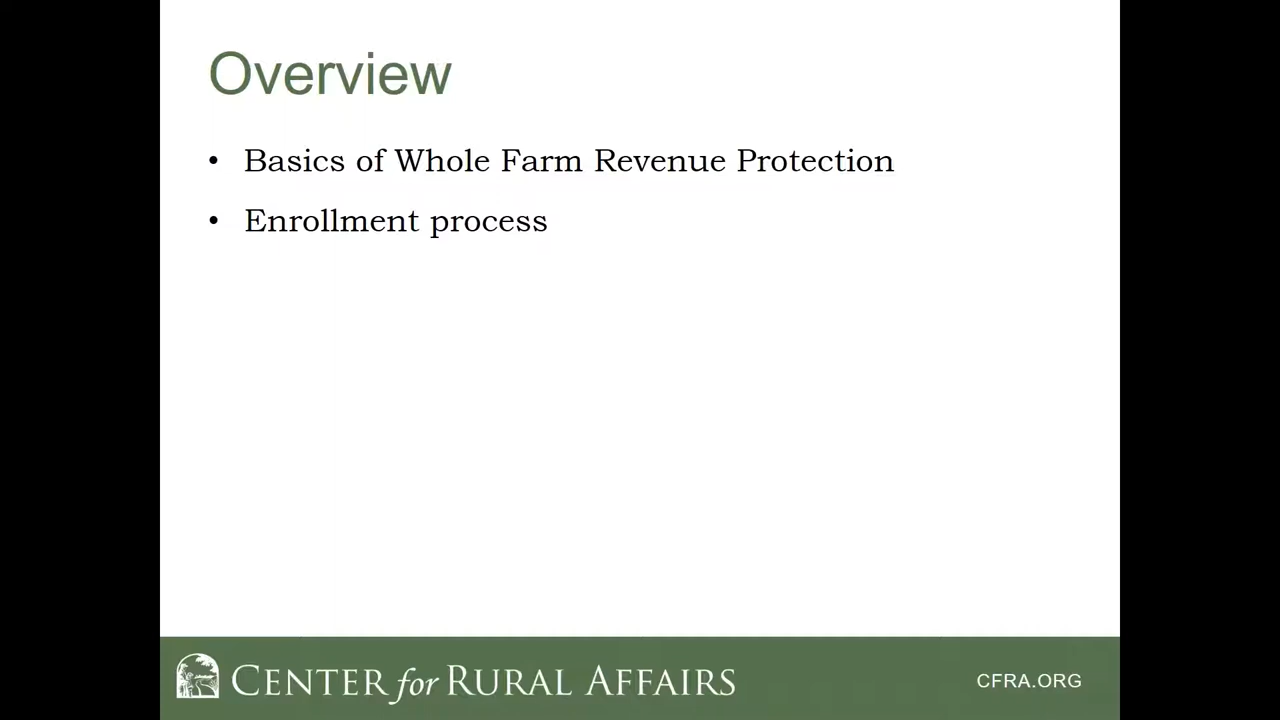 Overview
• Basics of Whole Farm Revenue Protection
• Enrollment process
CENTER for RURAL AFFAIRS
CFRA.ORG